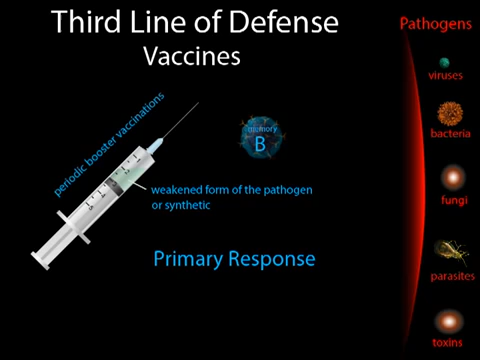 Third Line of Defense
Vaccines
Pathogens
viruses
periodic booster vaccinations
memory
B
bacteria
weakened form of the pathogen
or synthetic
fungi
Primary Response
parasites
toxins